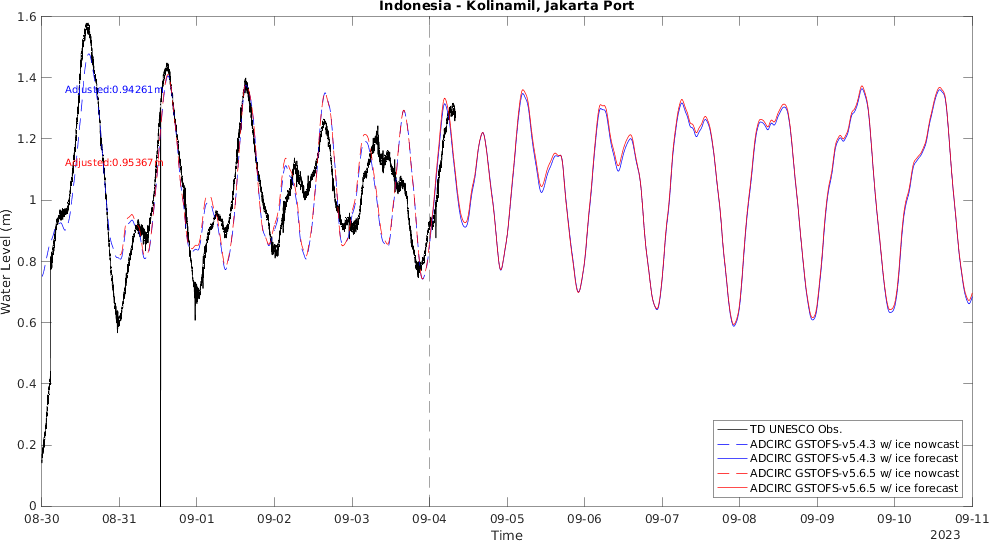 Indonesia - Kolinamil, Jakarta Port
1.6
1.4
1.2
1
0.8
0.6
0.4
0.2
0
Water Level (m)
Adjusted:0.94261m
Adjusted:0.95367m
TD UNESCO Obs.
ADCIRC GSTOFS-v5.4.3 w/ ice nowcast
ADCIRC GSTOFS-v5.4.3 w/ ice forecast
ADCIRC GSTOFS-v5.6.5 w/ ice nowcast
ADCIRC GSTOFS-v5.6.5 w/ ice forecast
08-30 08-31 09-01 09-02 09-03 09-04 09-05 09-06 09-07 09-08 09-09 09-10 09-11
Time
2023